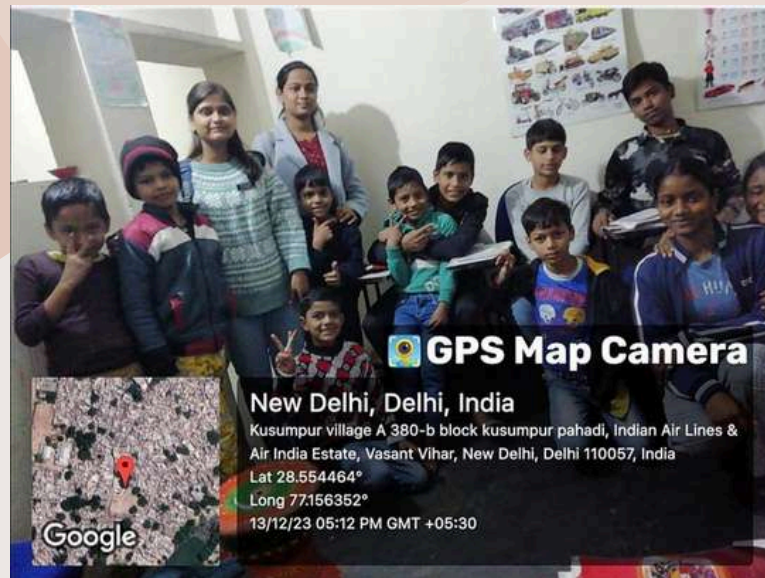 GPS Map Camera
New Delhi, Delhi, India
Kusumpur village A 380-b block kusumpur pahadi, Indian Air Lines &
Air India Estate, Vasant Vihar, New Delhi, Delhi 110057, India
Lat 28.554464°
Long 77.156352°
13/12/23 05:12 PM GMT +05:30
Google